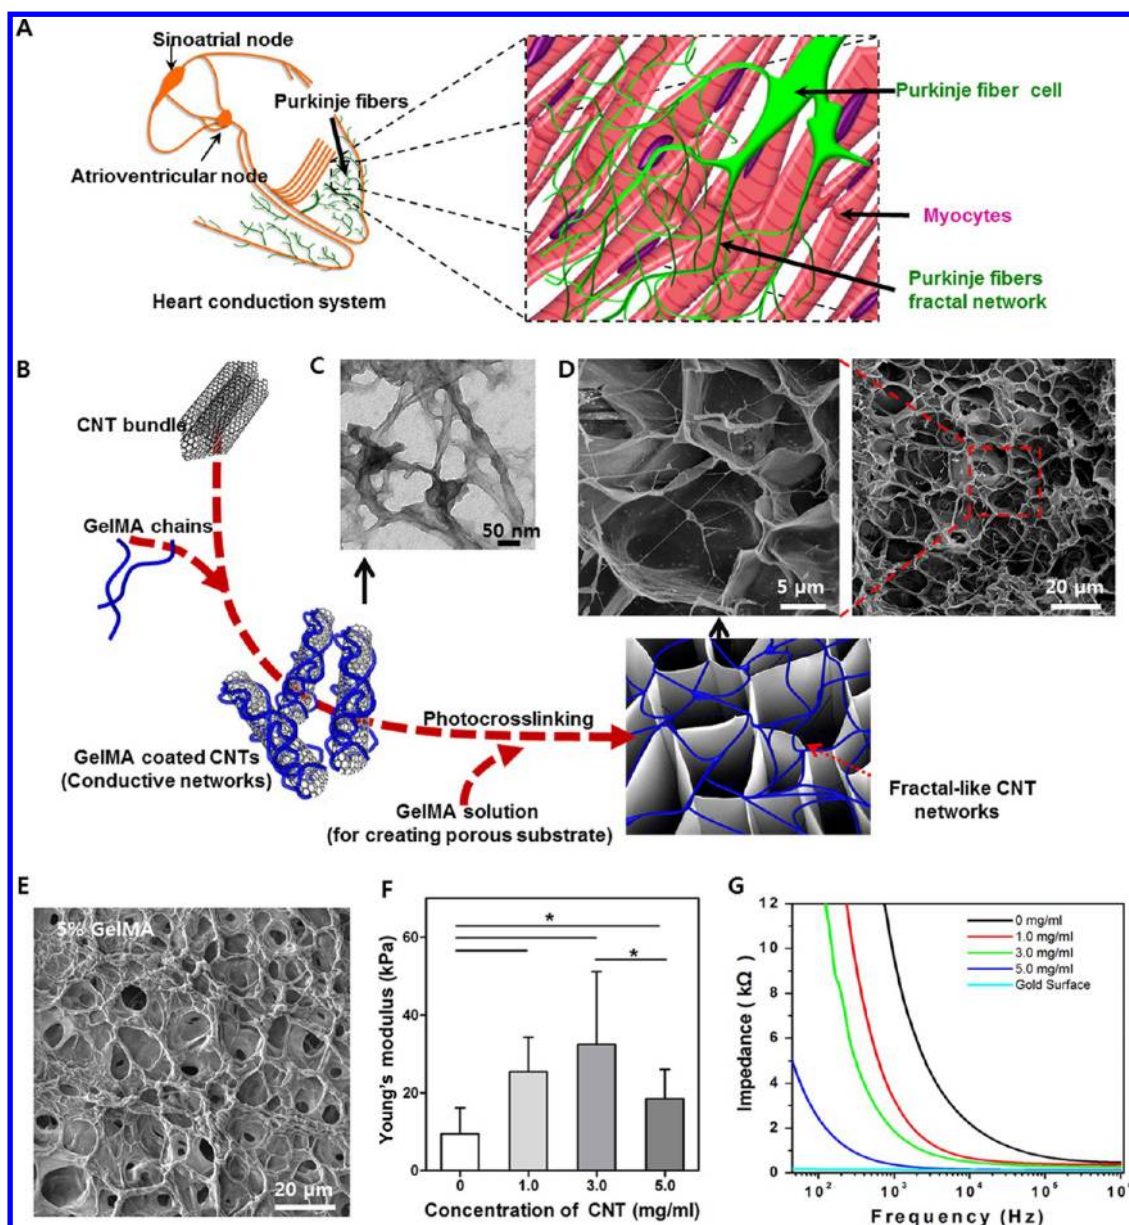 A
Sinoatrial node
Purkinje fibers
Atrioventricular node
Heart conduction system
Purkinje fiber cell
Myocytes
Purkinje fibers
fractal network
B
CNT bundle
GelMA chains
GelMA coated CNTs
(Conductive networks)
Photocrosslinking
GelMA solution
(for creating porous substrate)
C
50 nm
D
5 μm
20 μm
Fractal-like CNT
networks
E
5% GelMA
20 μm
F
Young's modulus (kPa)
60
40
20
0
*
*
0 1.0 3.0 5.0
Concentration of CNT (mg/ml)
G
Impedance ( kΩ )
12
10
8
6
4
2
0
0 mg/ml
1.0 mg/ml
3.0 mg/ml
5.0 mg/ml
Gold Surface
10² 10³ 10⁴ 10⁵ 10⁶
Frequency (Hz)